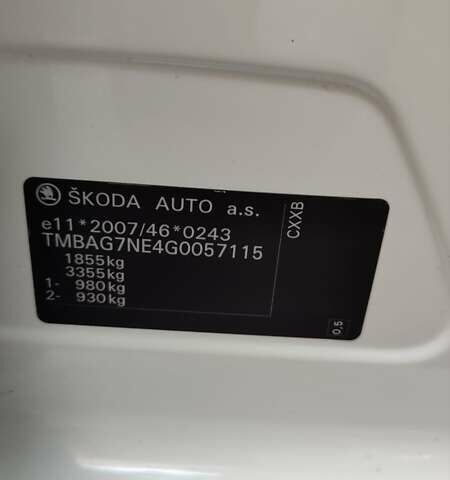 ŠKODA AUTO a.s.
e11*2007/46*0243
TMBAG7NE4G0057115
1855kg
3355kg
1- 980kg
2- 930kg
CXXB
0,5